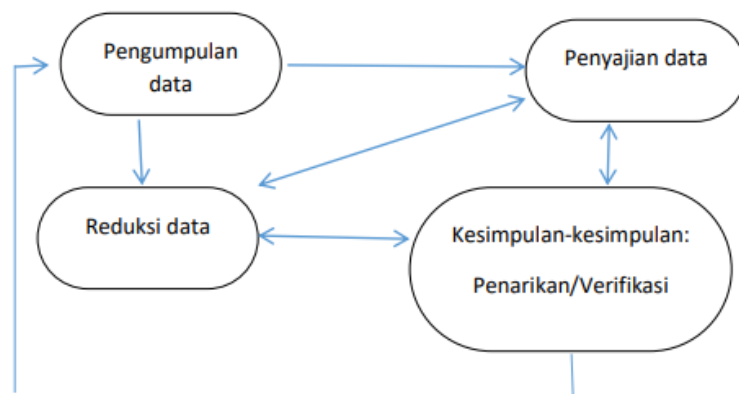 Pengumpulan
data
Penyajian data
Reduksi data
Kesimpulan-kesimpulan:
Penarikan/Verifikasi